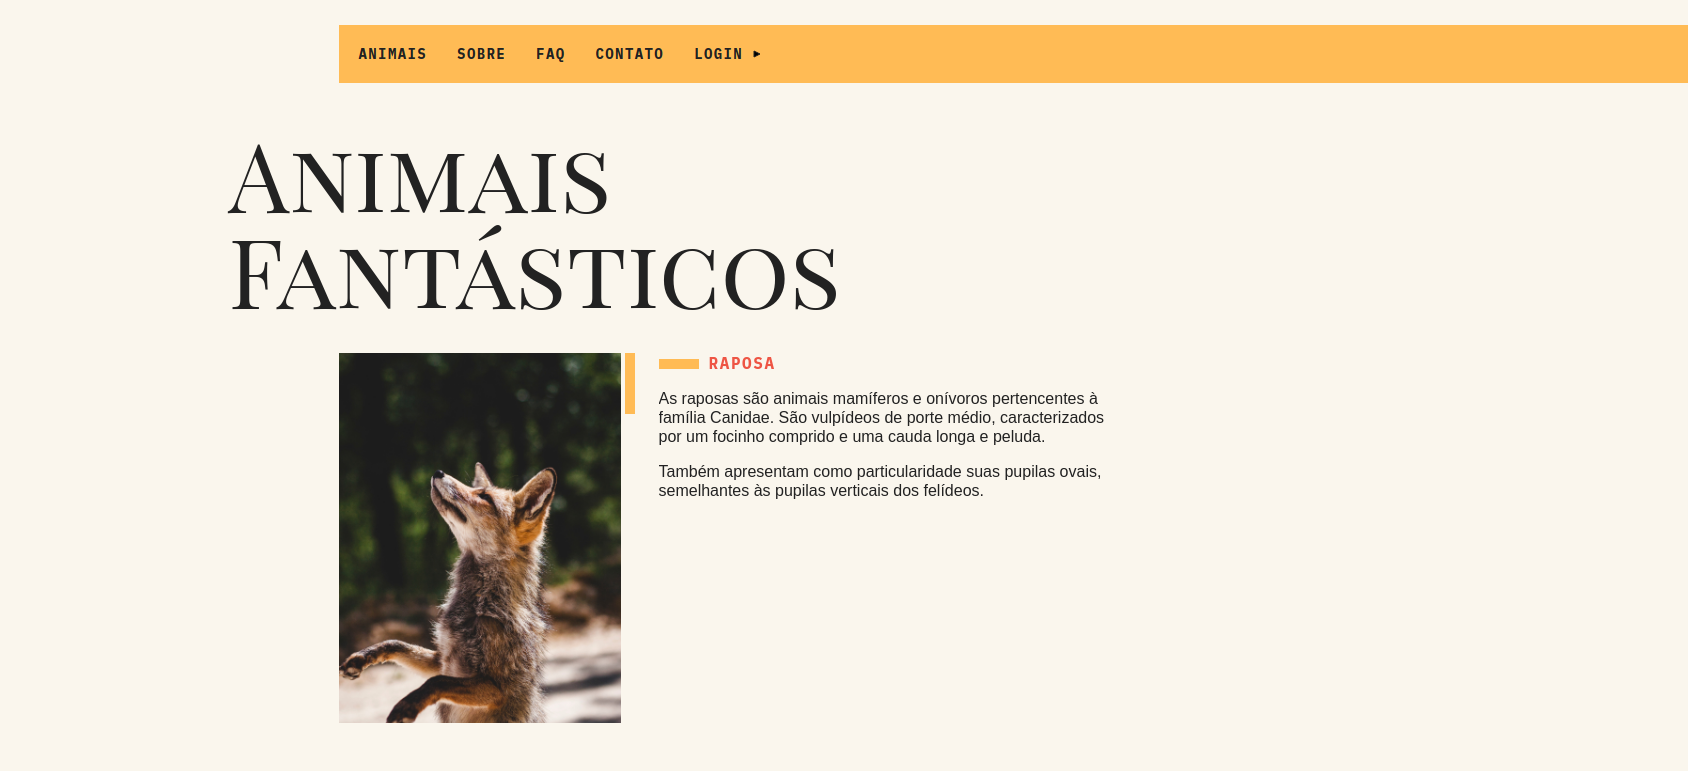 ANIMAIS SOBRE FAQ CONTATO LOGIN ▸
Animais
Fantásticos
RAPOSA
As raposas são animais mamíferos e onívoros pertencentes à
família Canidae. São vulpídeos de porte médio, caracterizados
por um focinho comprido e uma cauda longa e peluda.
Também apresentam como particularidade suas pupilas ovais,
semelhantes às pupilas verticais dos felídeos.